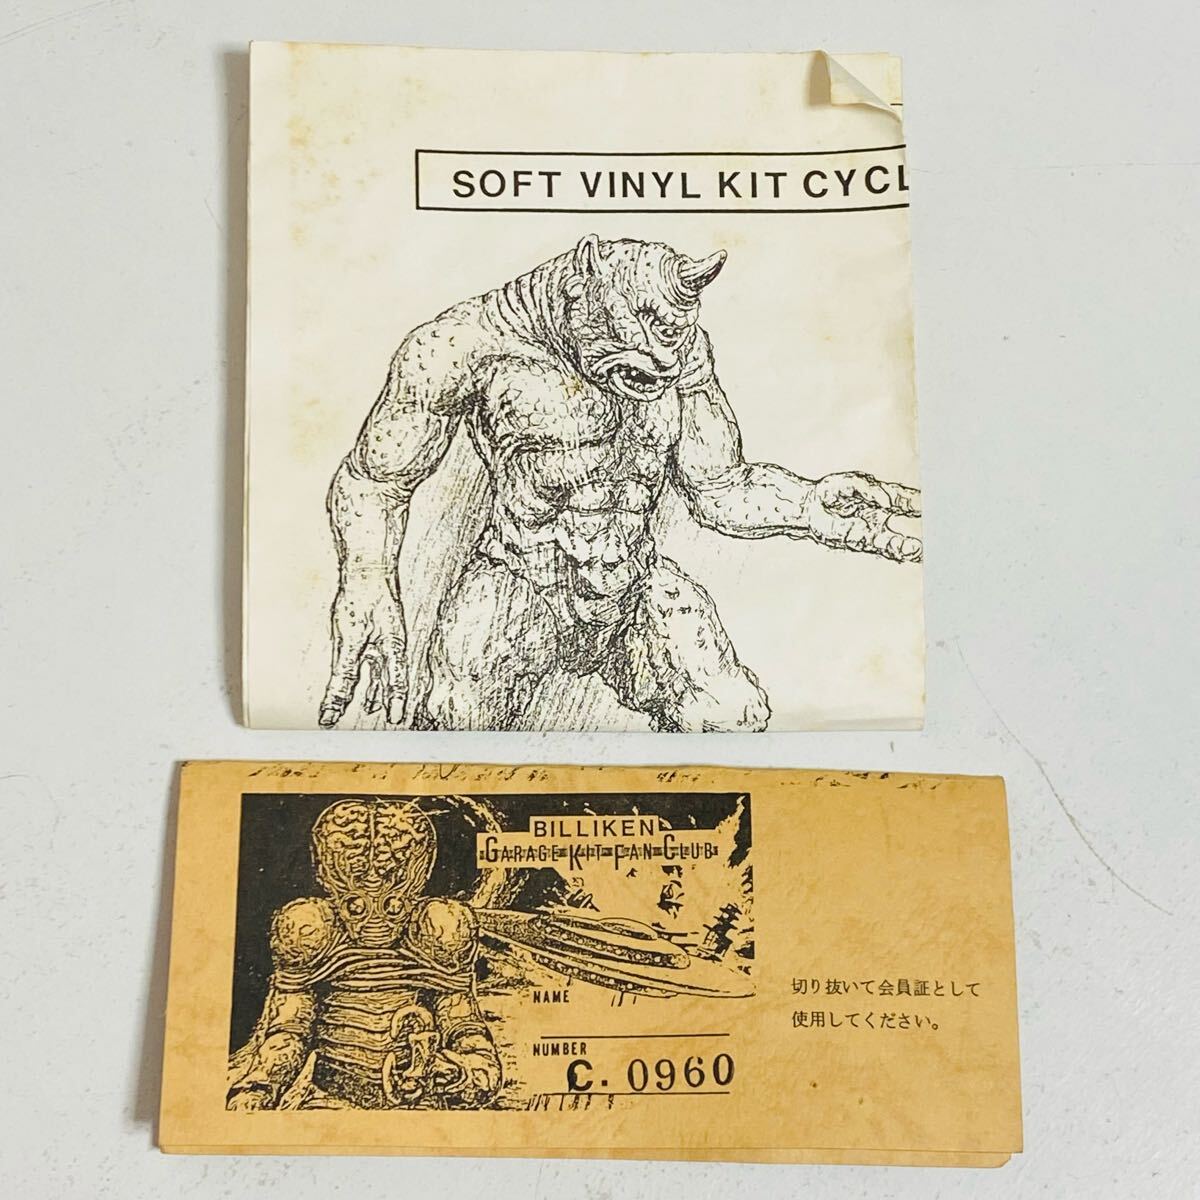 SOFT VINYL KIT CYCL
BILLIKEN
GARAGE KIT FAN CLUB
NAME
NUMBER
C. 0960
切り抜いて会員証として
使用してください。